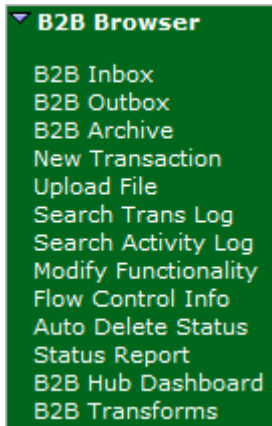 B2B Browser
B2B Inbox
B2B Outbox
B2B Archive
New Transaction
Upload File
Search Trans Log
Search Activity Log
Modify Functionality
Flow Control Info
Auto Delete Status
Status Report
B2B Hub Dashboard
B2B Transforms